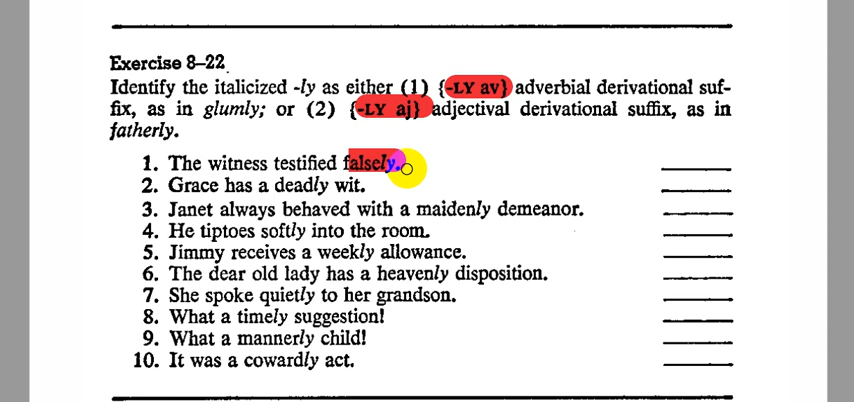 Exercise 8–22
Identify the italicized -ly as either (1) {-LY av} adverbial derivational suf-
fix, as in glumly; or (2) {-LY aj} adjectival derivational suffix, as in
fatherly.
1. The witness testified falsely.
2. Grace has a deadly wit.
3. Janet always behaved with a maidenly demeanor.
4. He tiptoes softly into the room.
5. Jimmy receives a weekly allowance.
6. The dear old lady has a heavenly disposition.
7. She spoke quietly to her grandson.
8. What a timely suggestion!
9. What a mannerly child!
10. It was a cowardly act.